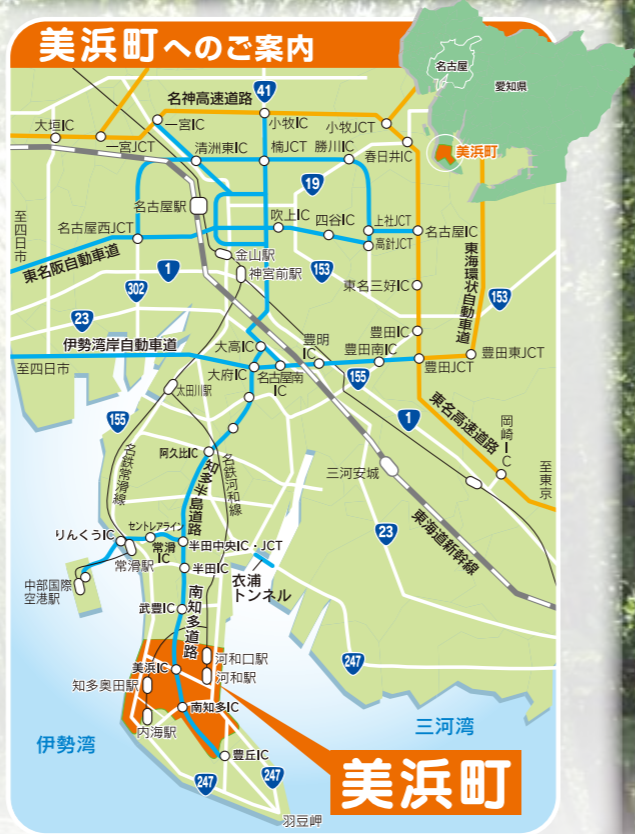 美浜町へのご案内
名古屋
愛知県
美浜町
41
名神高速道路
大垣IC
一宮JCT
一宮IC
小牧IC
小牧JCT
清洲東IC
楠JCT
勝川IC
春日井IC
19
名古屋駅
至四日市
名古屋西JCT
吹上IC
四谷IC
上社JCT
高針JCT
名古屋IC
東海環状自動車道
東名阪自動車道
1
金山駅
神宮前駅
153
302
東名三好IC
153
23
伊勢湾岸自動車道
大高IC
豊明IC
豊田IC
豊田南IC
豊田東JCT
至四日市
大府IC
名古屋南IC
155
豊田JCT
太田川駅
155
1
東名高速道路
岡崎IC
至東京
名鉄常滑線
阿久比IC
知多半島道路
名鉄河和線
三河安城
東海道新幹線
23
りんくうIC
セントレアライン
常滑IC
半田中央IC・JCT
常滑駅
半田IC
衣浦トンネル
中部国際空港駅
武豊IC
南知多道路
247
美浜IC
河和口駅
河和駅
知多奥田駅
南知多IC
内海駅
伊勢湾
三河湾
豊丘IC
美浜町
247
247
羽豆岬